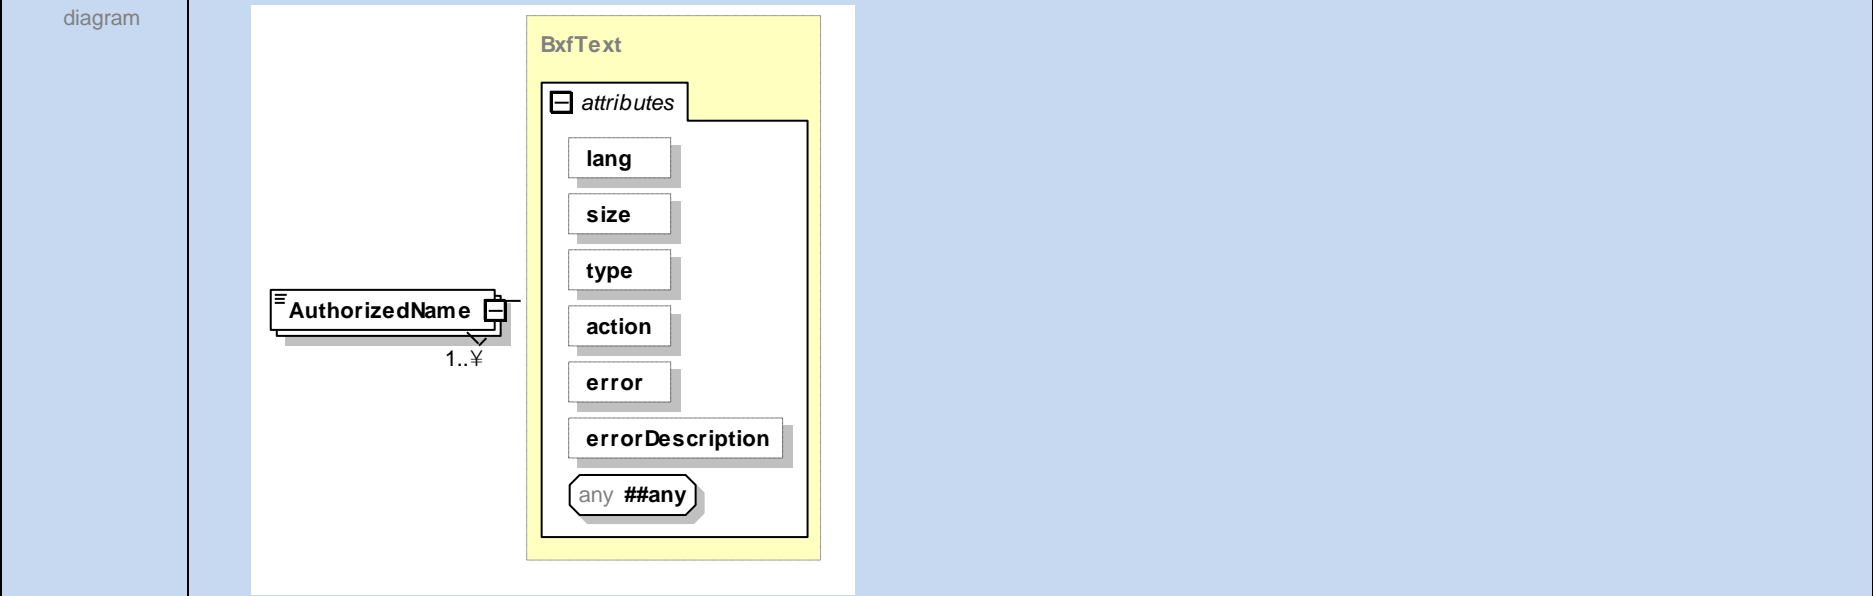 diagram
BxfText
attributes
lang
size
type
action
error
errorDescription
any ##any
AuthorizedName
1..¥